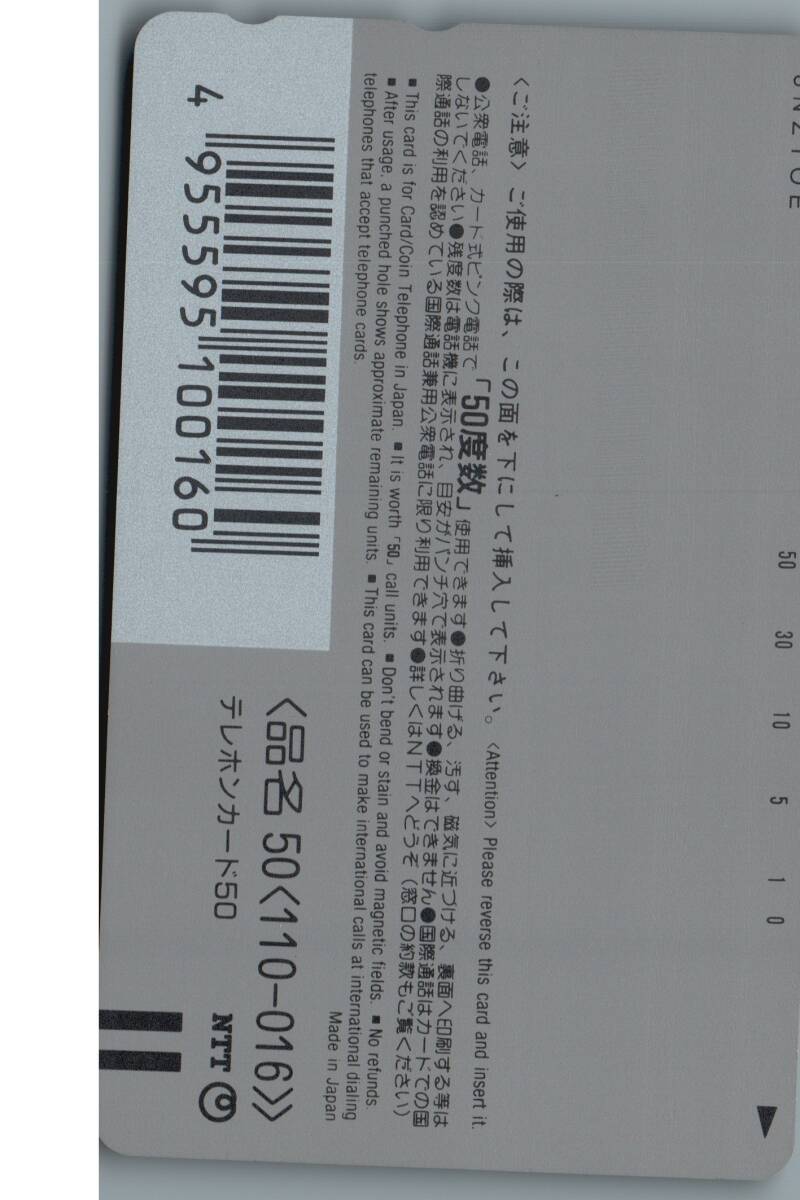 50 30 10 5 1 0
〈ご注意〉ご使用の際は、この面を下にして挿入して下さい。〈Attention〉Please reverse this card and insert it.
●公衆電話、カード式ピンク電話で「50度数」使用できます●折り曲げる、汚す、磁気に近づける、裏面へ印刷する等は
しないでください●残度数は電話機に表示され、目安がパンチ穴で表示されます●換金はできません●国際通話はカードでの国
際通話の利用を認めている国際通話兼用公衆電話に限り利用できます●詳しくはNTTへどうぞ（窓口の約款もご覧ください）
■ This card is for Card/Coin Telephone in Japan. ■ It is worth「50」call units. ■ Don't bend or stain and avoid magnetic fields. ■ No refunds.
■ After usage, a punched hole shows approximate remaining units. ■ This card can be used to make international calls at international dialing
telephones that accept telephone cards.
Made in Japan
4 955595 100160
〈品名 50〈110-016〉〉
テレホンカード50
NTT